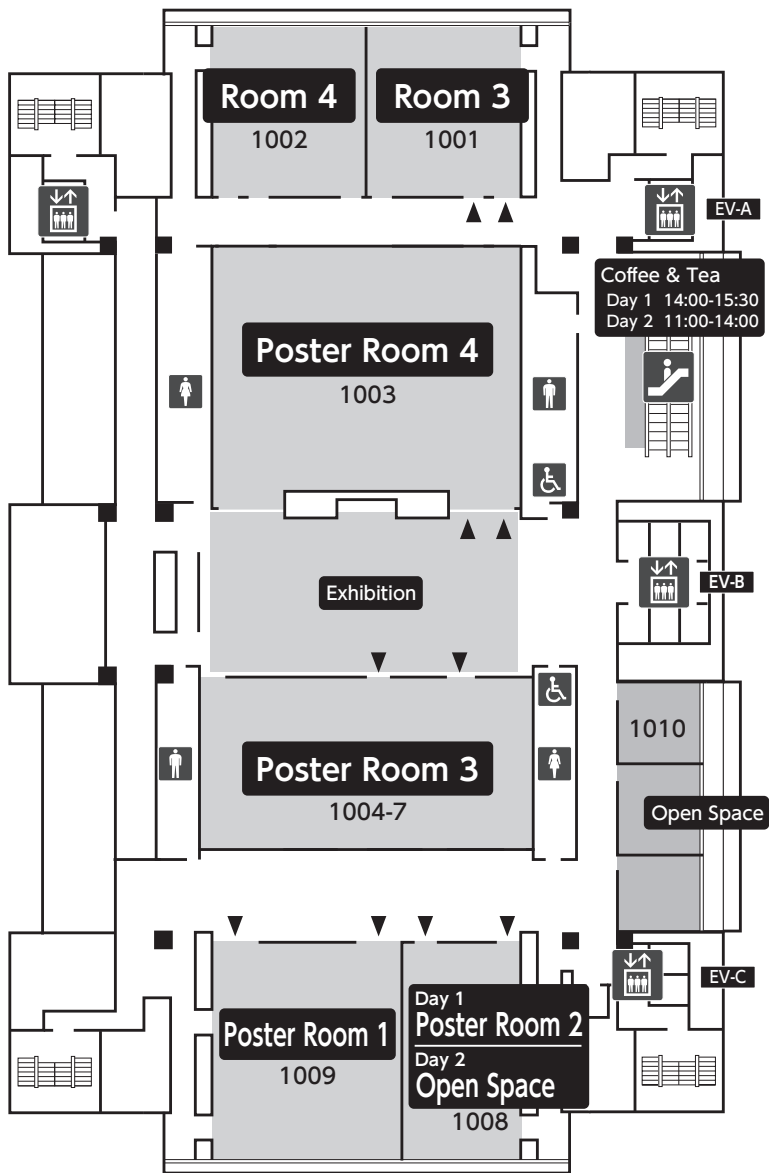 Room 4
1002
Room 3
1001
EV-A
Coffee & Tea
Day 1 14:00-15:30
Day 2 11:00-14:00
Poster Room 4
1003
Exhibition
EV-B
1010
Poster Room 3
1004-7
Open Space
EV-C
Poster Room 1
1009
Day 1
Poster Room 2
Day 2
Open Space
1008